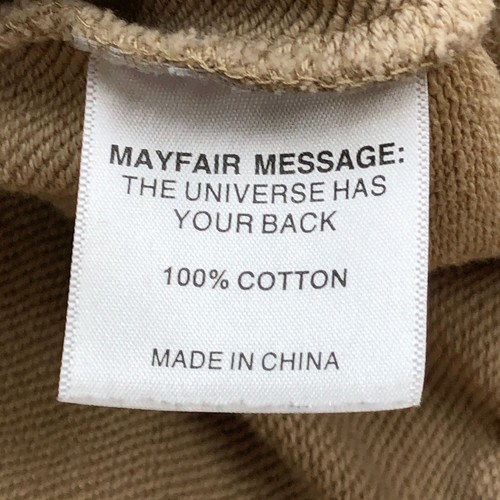 MAYFAIR MESSAGE:
THE UNIVERSE HAS
YOUR BACK
100% COTTON
MADE IN CHINA